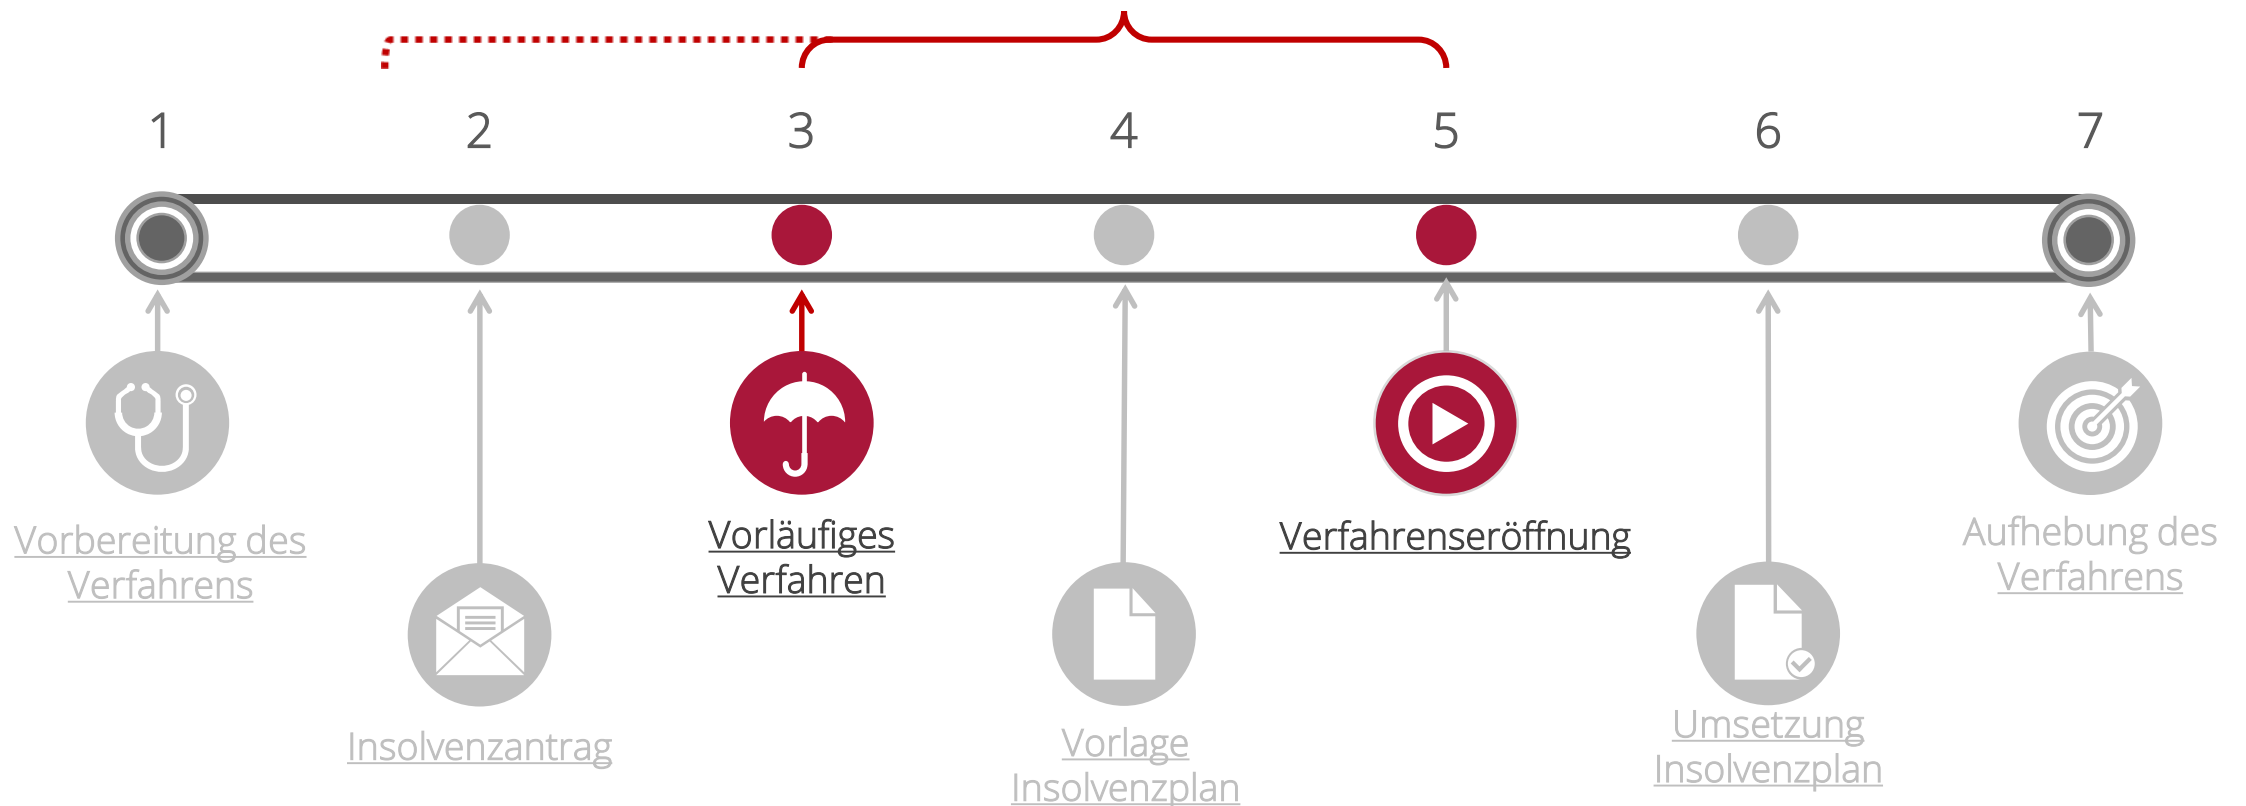 1
2
3
4
5
6
7
Vorbereitung des
Verfahrens
Insolvenzantrag
Vorläufiges
Verfahren
Vorlage
Insolvenzplan
Verfahrenseröffnung
Umsetzung
Insolvenzplan
Aufhebung des
Verfahrens